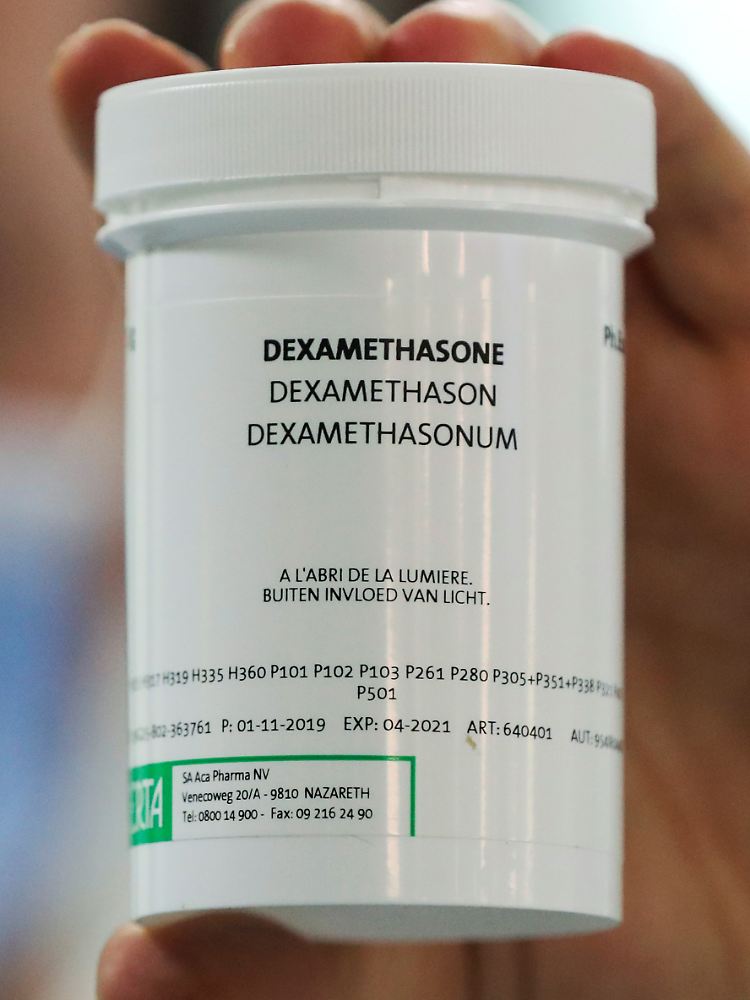 DEXAMETHASONE
DEXAMETHASON
DEXAMETHASONUM
A L'ABRI DE LA LUMIERE.
BUITEN INVLOED VAN LICHT.
H319 H335 H360 P101 P102 P103 P261 P280 P305+P351+P338
P501
P: 01-11-2019 EXP: 04-2021 ART: 640401 AUT:
SA Aca Pharma NV
Venecoweg 20/A - 9810 NAZARETH
Tel: 0800 14 900 - Fax: 09 216 24 90